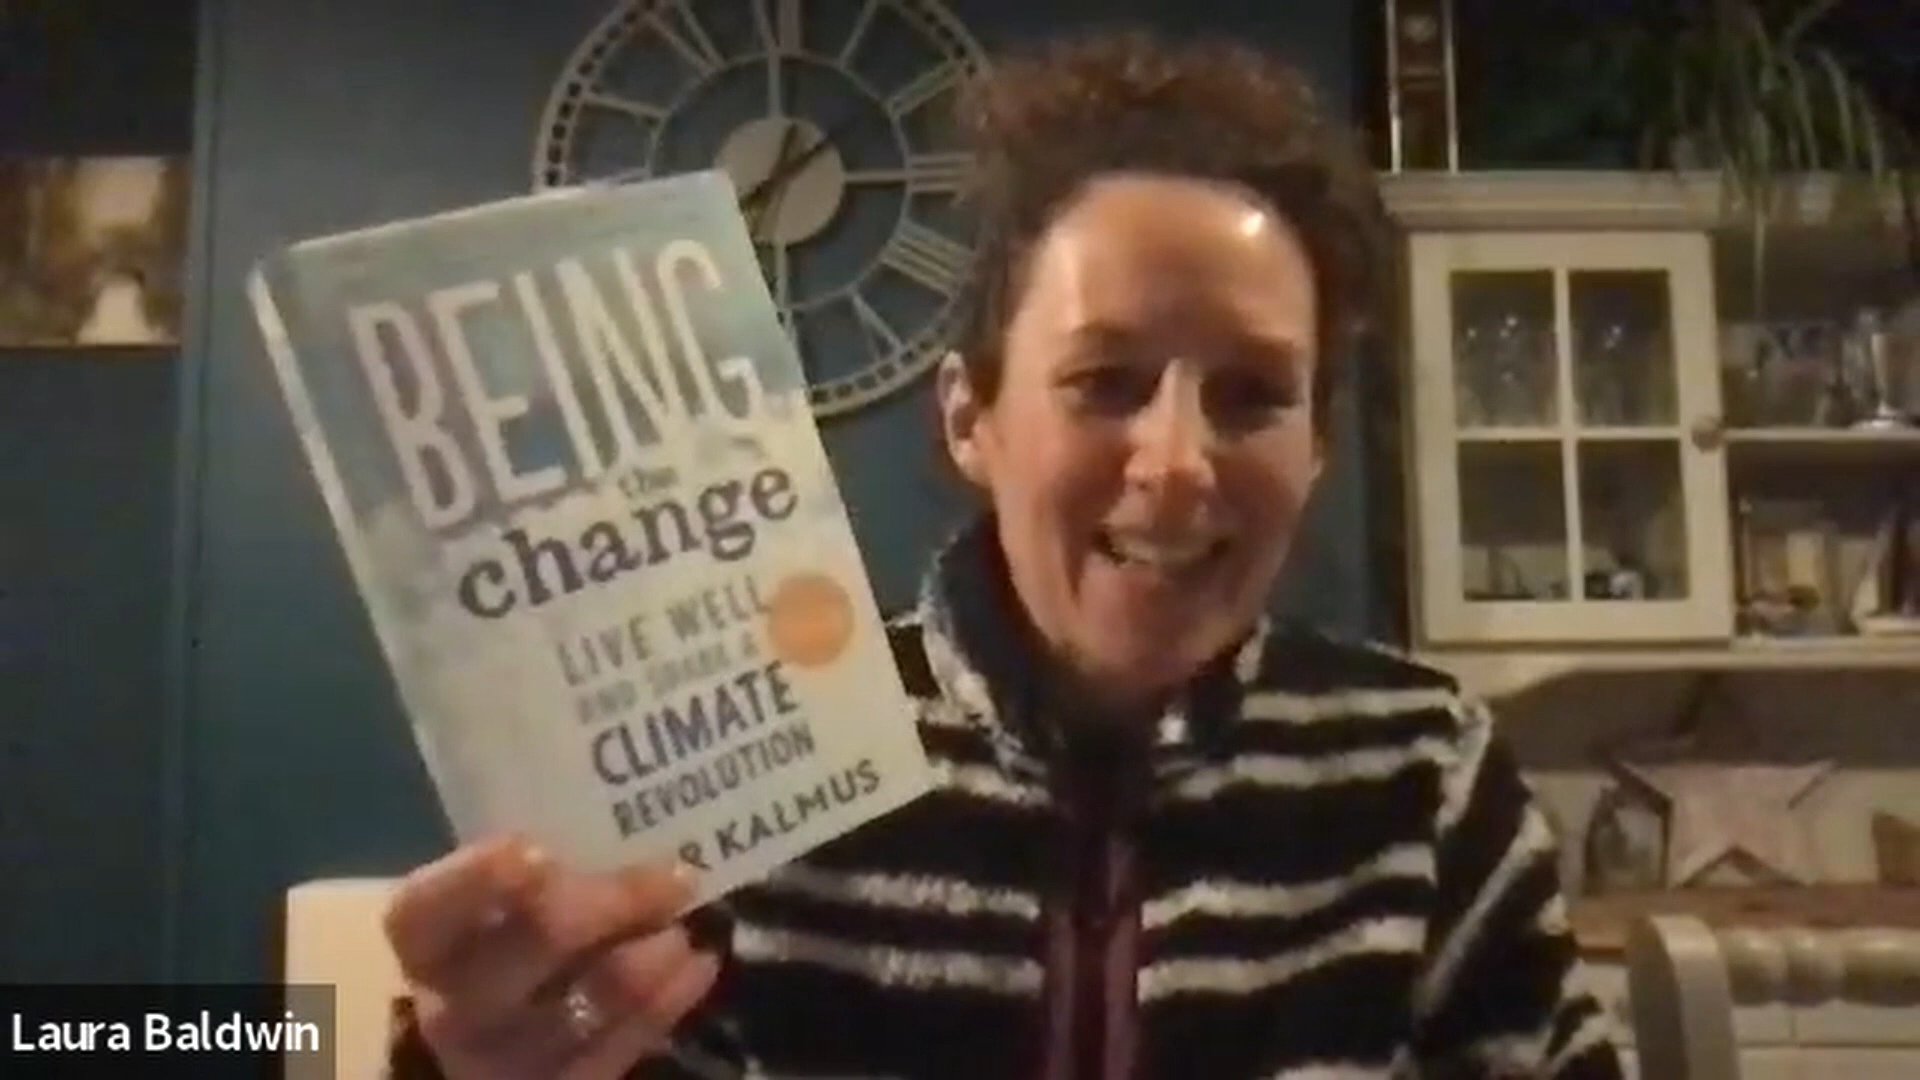 BEING
the
change
LIVE WELL
AND SPARK A
CLIMATE
REVOLUTION
R KALMUS
Laura Baldwin